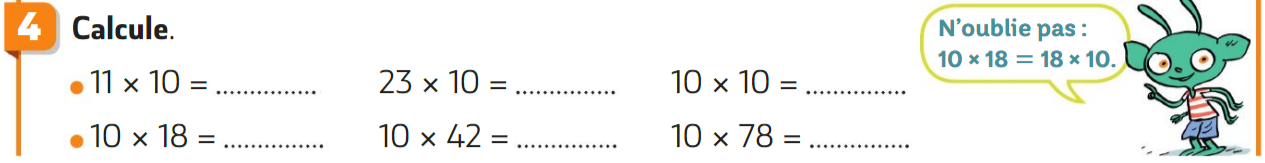 4 Calcule.
• 11 × 10 = .............. 23 × 10 = .............. 10 × 10 = ..............
• 10 × 18 = .............. 10 × 42 = .............. 10 × 78 = ..............
N'oublie pas :
10 × 18 = 18 × 10.